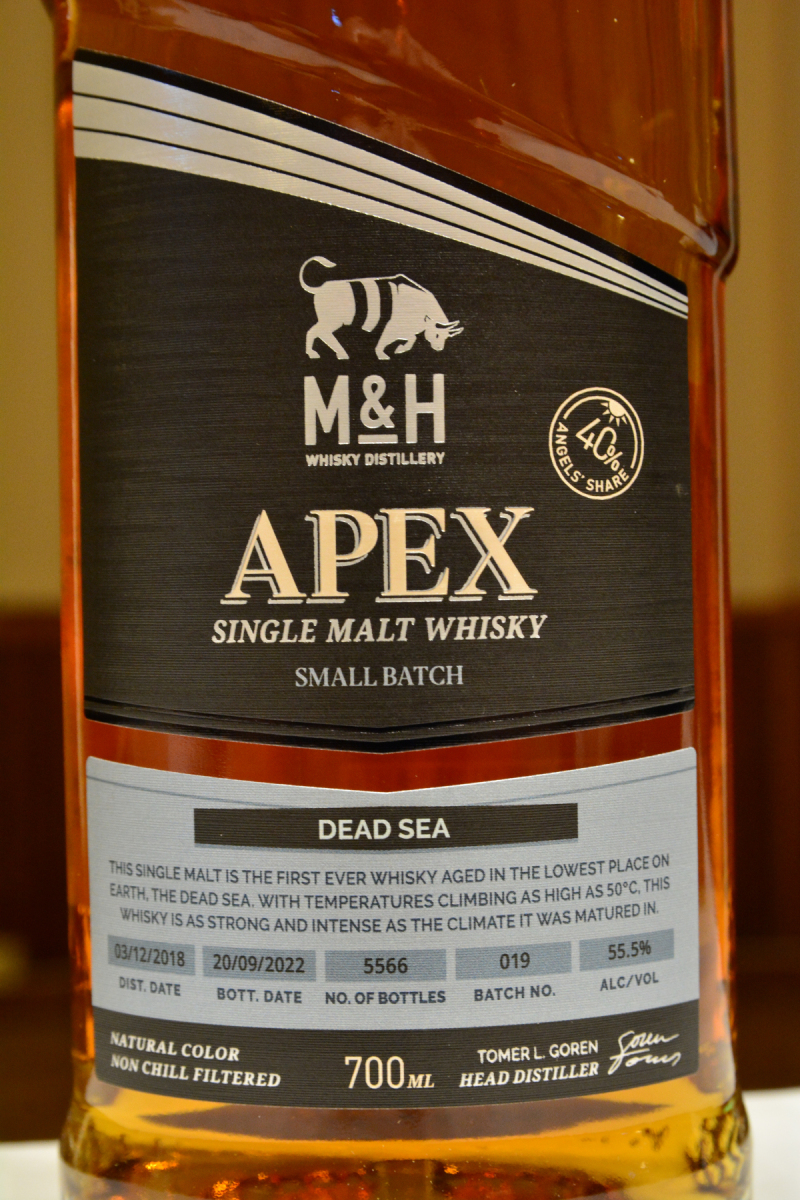 M&H
WHISKY DISTILLERY
40%
ANGELS' SHARE
APEX
SINGLE MALT WHISKY
SMALL BATCH
DEAD SEA
THIS SINGLE MALT IS THE FIRST EVER WHISKY AGED IN THE LOWEST PLACE ON
EARTH, THE DEAD SEA. WITH TEMPERATURES CLIMBING AS HIGH AS 50°C, THIS
WHISKY IS AS STRONG AND INTENSE AS THE CLIMATE IT WAS MATURED IN.
03/12/2018 20/09/2022 5566 019 55.5%
DIST. DATE BOTT. DATE NO. OF BOTTLES BATCH NO. ALC/VOL
NATURAL COLOR
NON CHILL FILTERED
700ML
TOMER L. GOREN
HEAD DISTILLER